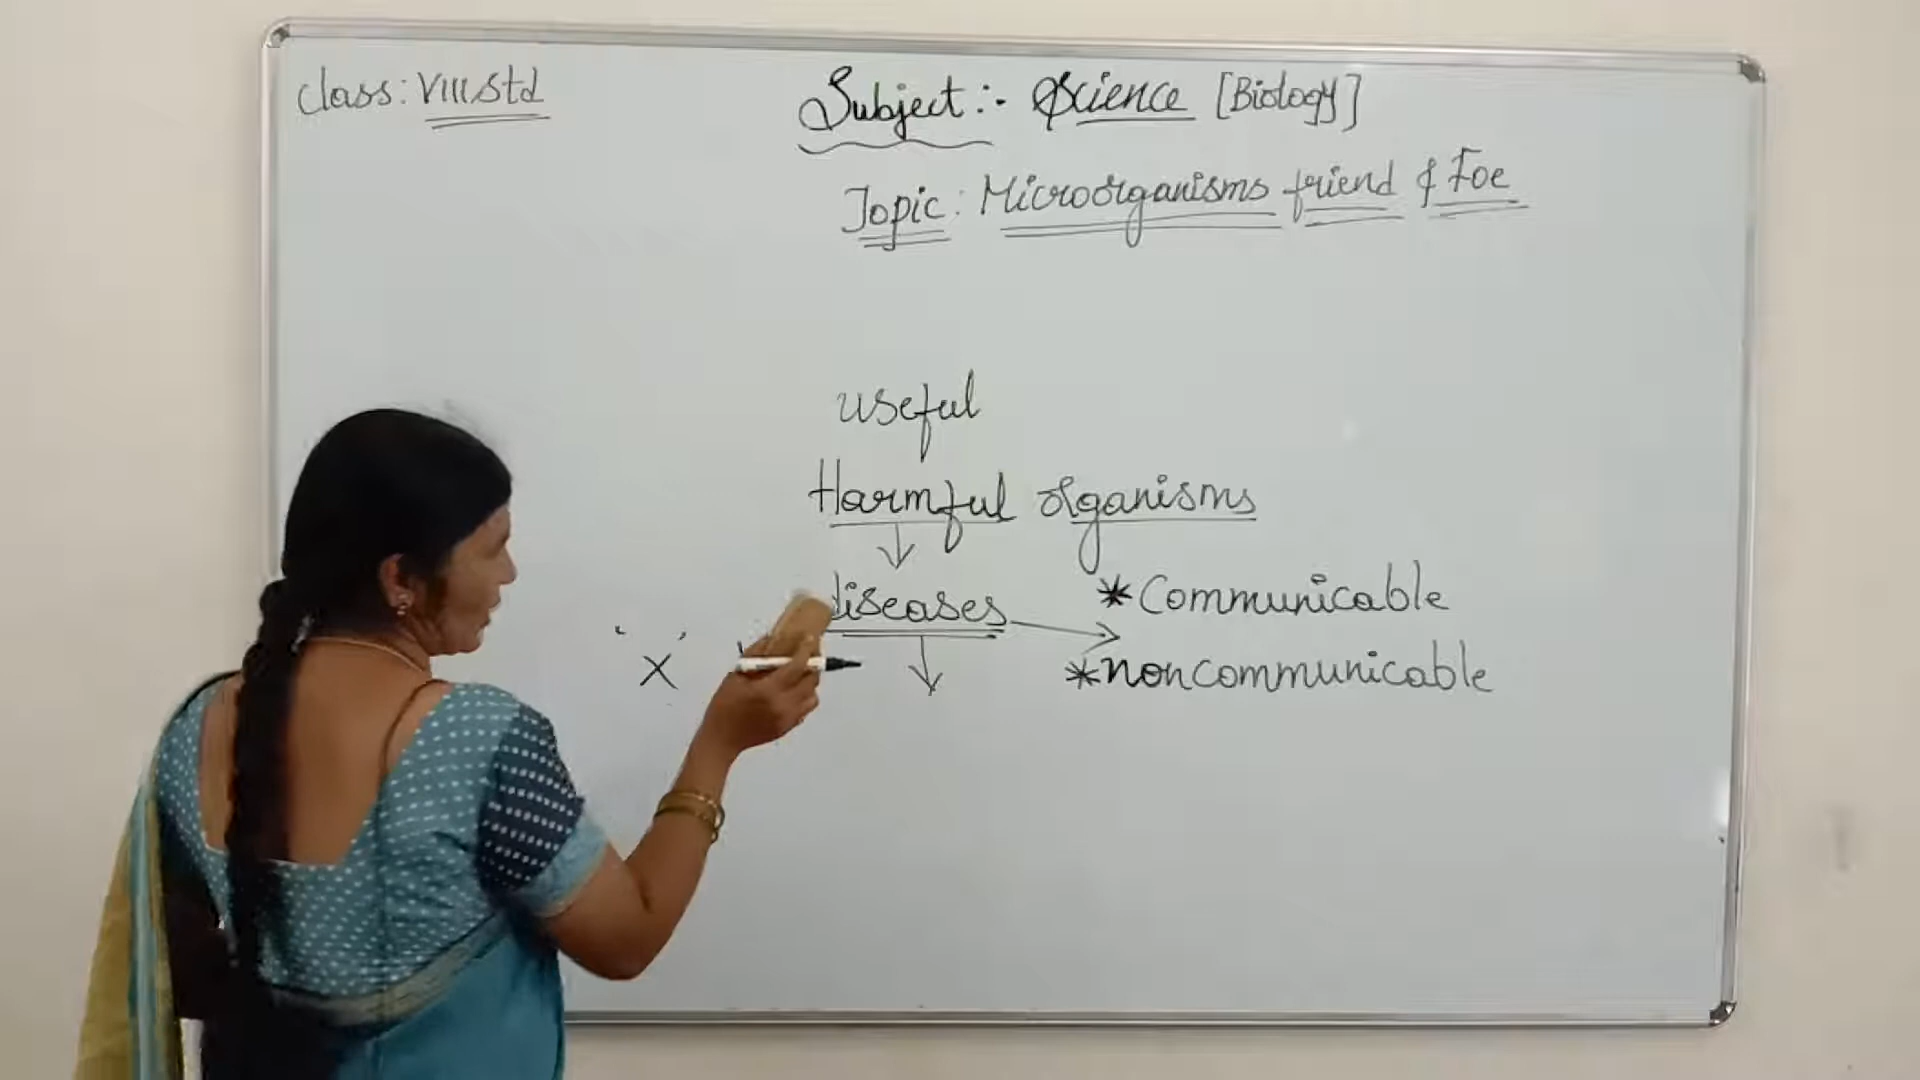 Class: VIII Std
Subject:- Science [Biology]
Topic: Microorganisms friend & Foe
useful
Harmful organisms
diseases
*Communicable
*noncommunicable
X